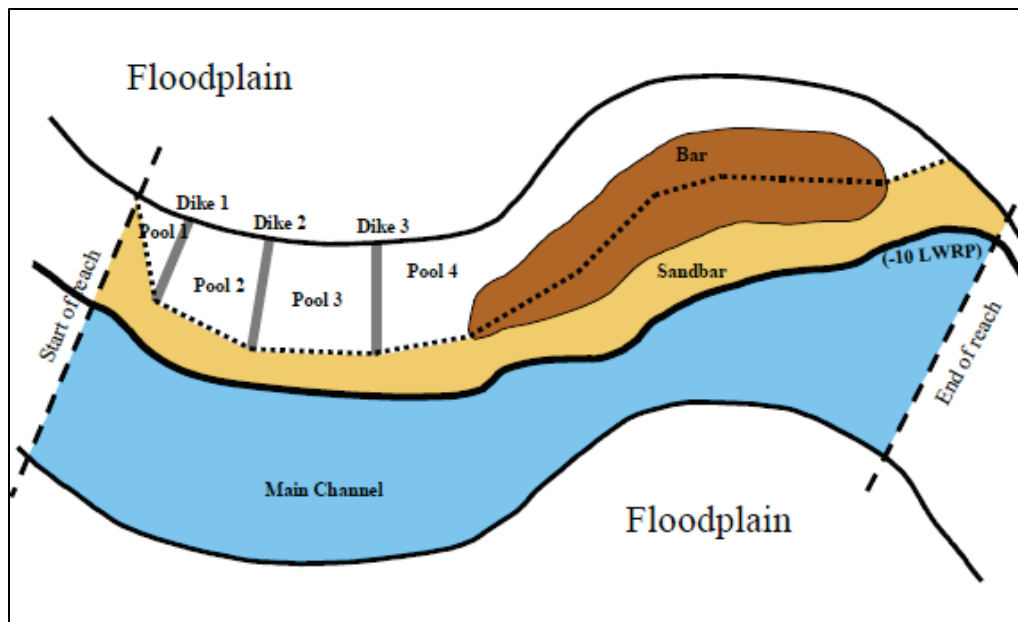 Floodplain
Dike 1
Dike 2
Dike 3
Pool 1
Pool 2
Pool 3
Pool 4
Bar
Sandbar
(-10 LWRP)
Start of reach
End of reach
Main Channel
Floodplain